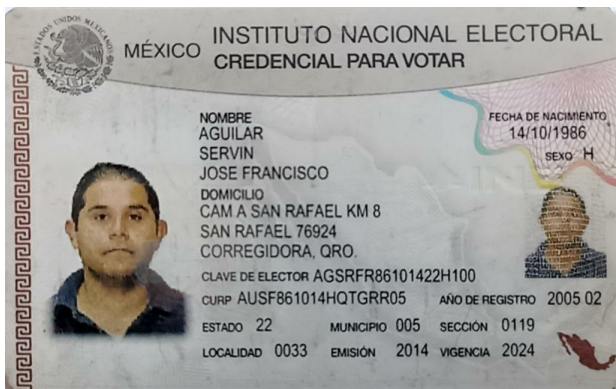 ESTADOS UNIDOS MEXICANOS
MÉXICO INSTITUTO NACIONAL ELECTORAL
CREDENCIAL PARA VOTAR
NOMBRE
AGUILAR
SERVIN
JOSE FRANCISCO
FECHA DE NACIMIENTO
14/10/1986
SEXO H
DOMICILIO
CAM A SAN RAFAEL KM 8
SAN RAFAEL 76924
CORREGIDORA, QRO.
CLAVE DE ELECTOR AGSRFR86101422H100
CURP AUSF861014HQTGRR05 AÑO DE REGISTRO 2005 02
ESTADO 22 MUNICIPIO 005 SECCIÓN 0119
LOCALIDAD 0033 EMISIÓN 2014 VIGENCIA 2024